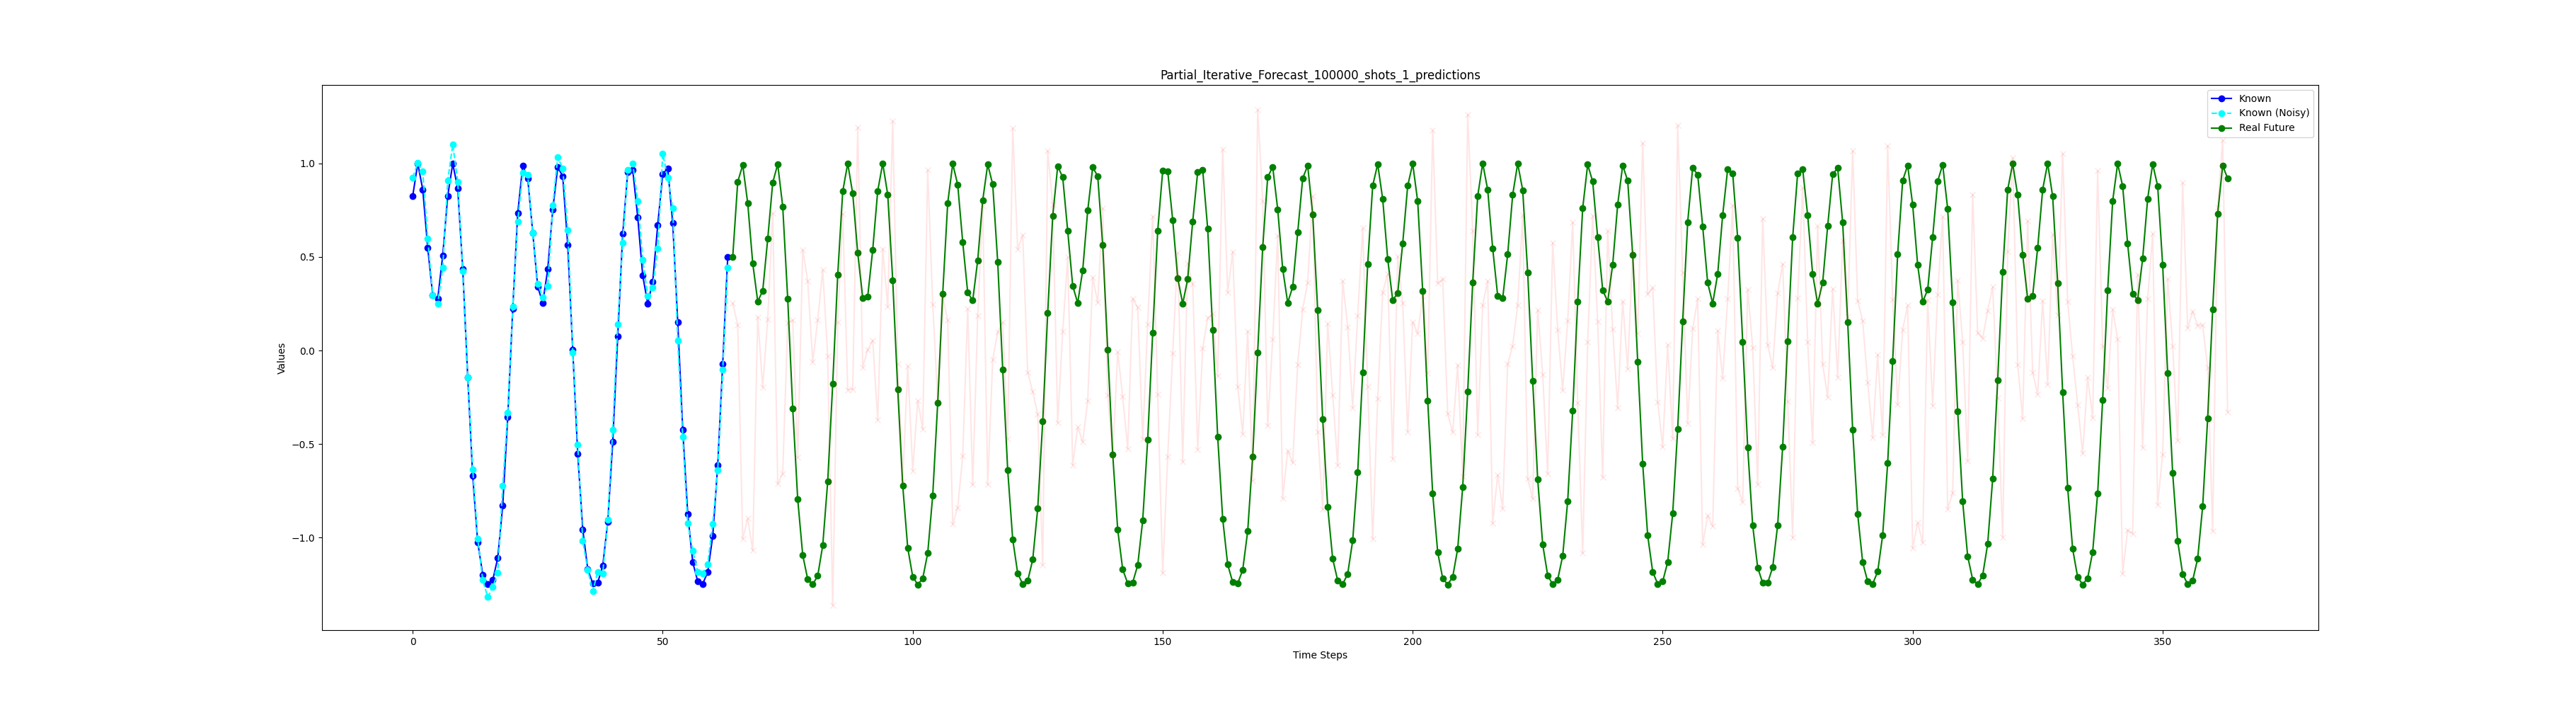 Partial_Iterative_Forecast_100000_shots_1_predictions
Known
Known (Noisy)
Real Future
1.0
0.5
0.0
−0.5
−1.0
Values
0 50 100 150 200 250 300 350
Time Steps